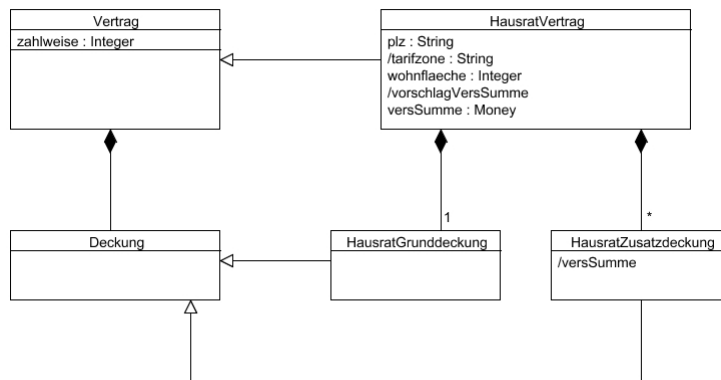 Vertrag
zahlweise : Integer
HausratVertrag
plz : String
/tarifzone : String
wohnflaeche : Integer
/vorschlagVersSumme
versSumme : Money
1
*
Deckung
HausratGrunddeckung
HausratZusatzdeckung
/versSumme